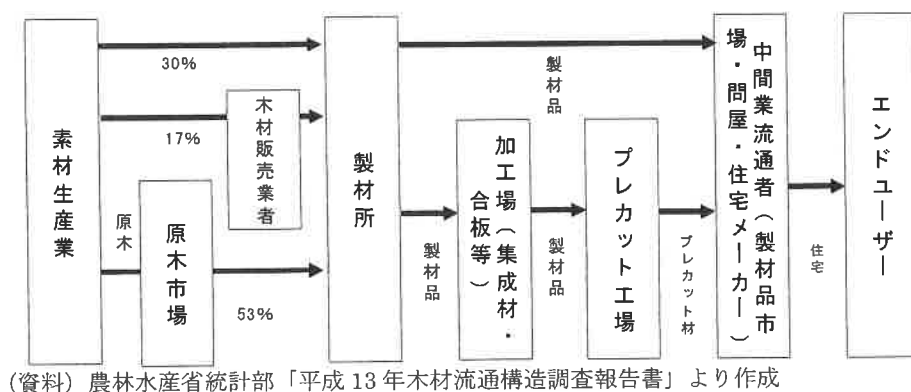 素材生産業
30%
17%
原木
53%
木材販売業者
原木市場
製材所
製材品
製材品
加工場（集成材・
合板等）
製材品
プレカット工場
プレカット材
中間業流通者（製材品市
場・問屋・住宅メーカー）
住宅
エンドユーザー
(資料) 農林水産省統計部「平成 13 年木材流通構造調査報告書」より作成